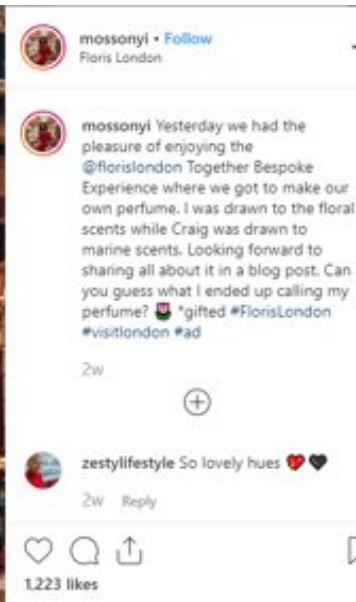 mossonyi • Follow
Floris London
mossonyi Yesterday we had the
pleasure of enjoying the
@florislondon Together Bespoke
Experience where we got to make our
own perfume. I was drawn to the floral
scents while Craig was drawn to
marine scents. Looking forward to
sharing all about it in a blog post. Can
you guess what I ended up calling my
perfume? 🌷 *gifted #FlorisLondon
#visitlondon #ad
2w
zestylifestyle So lovely hues ❤️🖤
2w Reply
1,223 likes